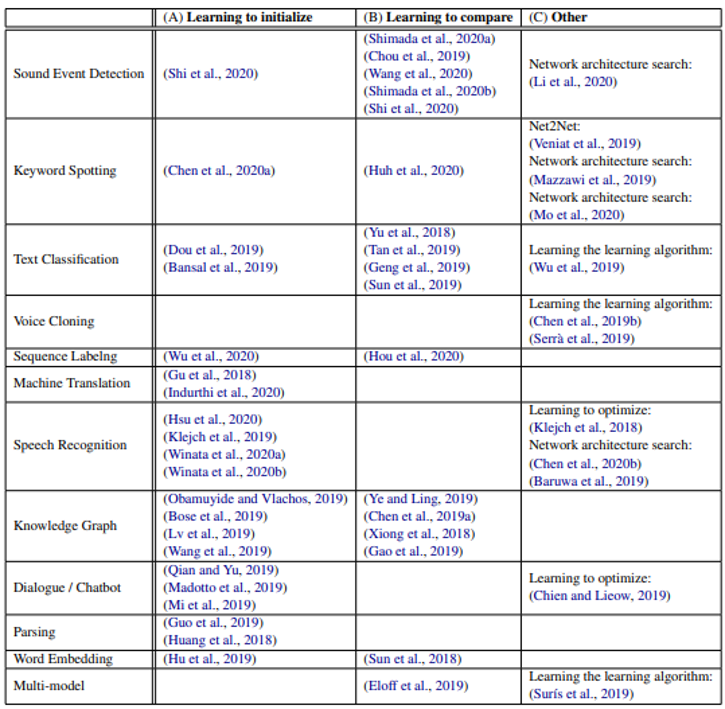 (A) Learning to initialize (B) Learning to compare (C) Other
Sound Event Detection
(Shi et al., 2020)
(Shimada et al., 2020a)
(Chou et al., 2019)
(Wang et al., 2020)
(Shimada et al., 2020b)
(Shi et al., 2020)
Network architecture search:
(Li et al., 2020)
Keyword Spotting
(Chen et al., 2020a)
(Huh et al., 2020)
Net2Net:
(Veniat et al., 2019)
Network architecture search:
(Mazzawi et al., 2019)
Network architecture search:
(Mo et al., 2020)
Text Classification
(Dou et al., 2019)
(Bansal et al., 2019)
(Yu et al., 2018)
(Tan et al., 2019)
(Geng et al., 2019)
(Sun et al., 2019)
Learning the learning algorithm:
(Wu et al., 2019)
Voice Cloning
Learning the learning algorithm:
(Chen et al., 2019b)
(Serrà et al., 2019)
Sequence Labelng
(Wu et al., 2020)
(Hou et al., 2020)
Machine Translation
(Gu et al., 2018)
(Indurthi et al., 2020)
Speech Recognition
(Hsu et al., 2020)
(Klejch et al., 2019)
(Winata et al., 2020a)
(Winata et al., 2020b)
Learning to optimize:
(Klejch et al., 2018)
Network architecture search:
(Chen et al., 2020b)
(Baruwa et al., 2019)
Knowledge Graph
(Obamuyide and Vlachos, 2019)
(Bose et al., 2019)
(Lv et al., 2019)
(Wang et al., 2019)
(Ye and Ling, 2019)
(Chen et al., 2019a)
(Xiong et al., 2018)
(Gao et al., 2019)
Dialogue / Chatbot
(Qian and Yu, 2019)
(Madotto et al., 2019)
(Mi et al., 2019)
Learning to optimize:
(Chien and Lieow, 2019)
Parsing
(Guo et al., 2019)
(Huang et al., 2018)
Word Embedding
(Hu et al., 2019)
(Sun et al., 2018)
Multi-model
(Eloff et al., 2019)
Learning the learning algorithm:
(Surís et al., 2019)